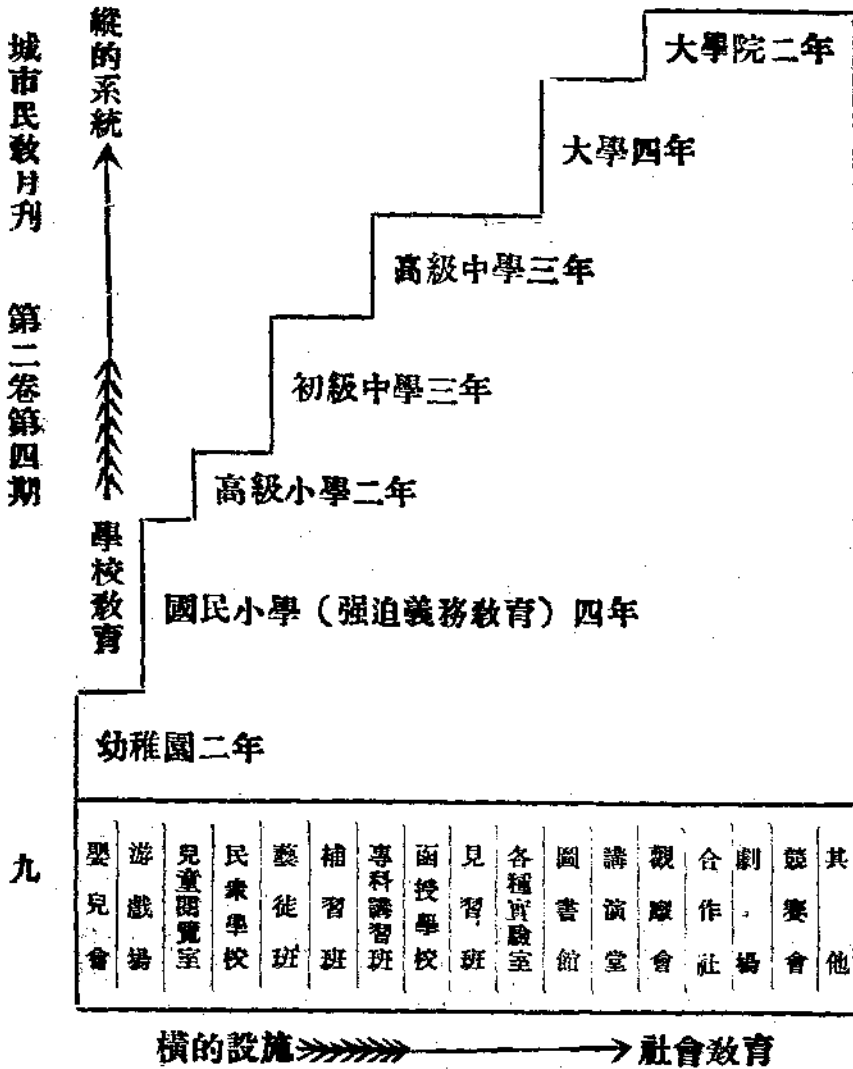 城市民敎月刋 第二卷第四期
九
縱的系統
學校敎育
大學院二年
大學四年
高級中學三年
初級中學三年
高級小學二年
國民小學（强迫義務敎育）四年
幼稚園二年
嬰兒會
游戲場
兒童閱覽室
民衆學校
藝徒班
補習班
專科講習班
函授學校
見習班
各種實驗室
圖書館
講演堂
觀摩會
合作社
劇場
競賽會
其他
橫的設施
社會敎育